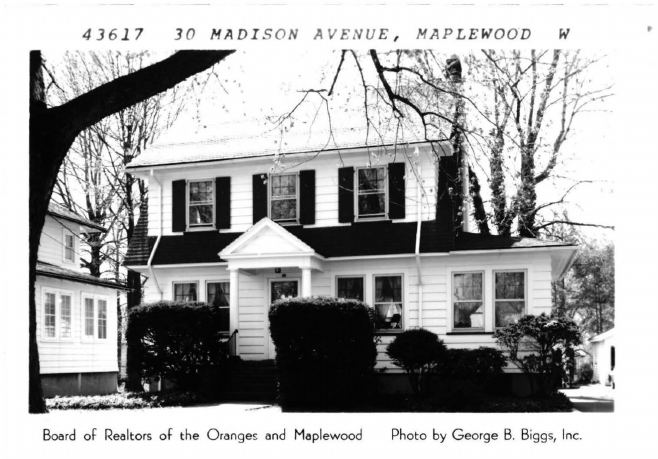 43617 30 MADISON AVENUE, MAPLEWOOD W
Board of Realtors of the Oranges and Maplewood Photo by George B. Biggs, Inc.